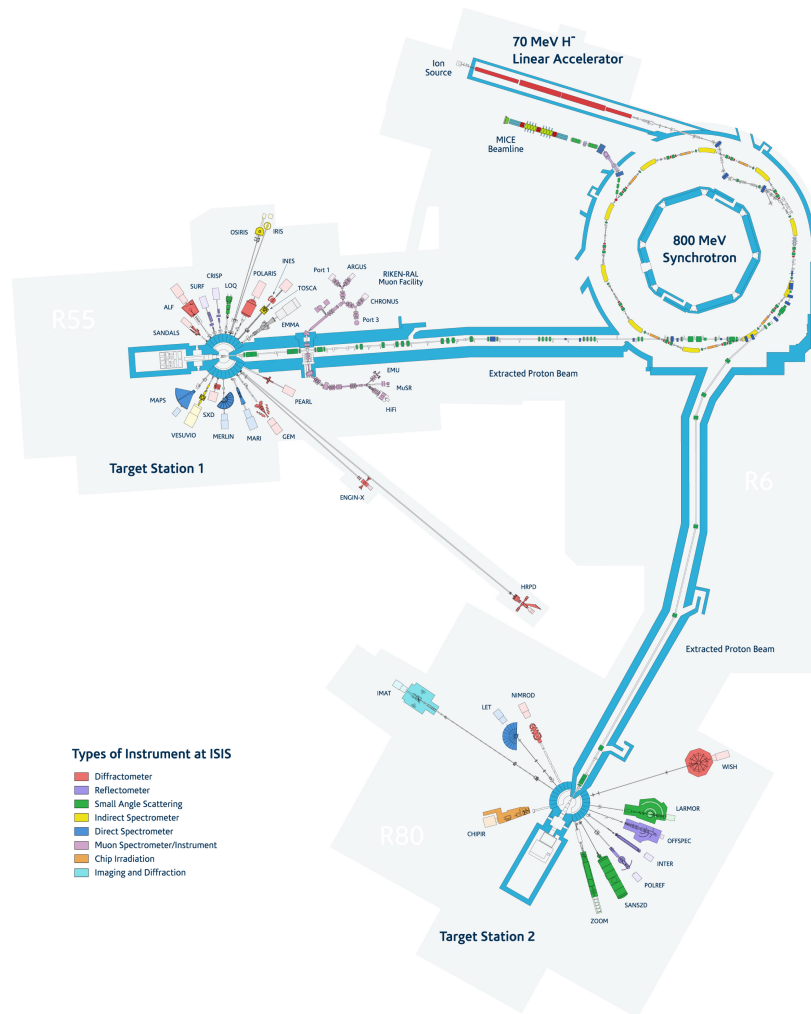 70 MeV H⁻
Linear Accelerator
Ion
Source
MICE
Beamline
800 MeV
Synchrotron
OSIRIS
IRIS
INES
POLARIS
TOSCA
CRISP
LOQ
SURF
ALF
SANDALS
EMMA
Port 1
ARGUS
RIKEN-RAL
Muon Facility
CHRONUS
Port 3
R55
Extracted Proton Beam
EMU
MuSR
HiFi
PEARL
MAPS
SXD
VESUVIO
MERLIN
MARI
GEM
Target Station 1
ENGIN-X
R6
HRPD
Extracted Proton Beam
IMAT
LET
NIMROD
WISH
LARMOR
OFFSPEC
INTER
POLREF
SANS2D
ZOOM
CHIPIR
R80
Target Station 2
Types of Instrument at ISIS
Diffractometer
Reflectometer
Small Angle Scattering
Indirect Spectrometer
Direct Spectrometer
Muon Spectrometer/Instrument
Chip Irradiation
Imaging and Diffraction